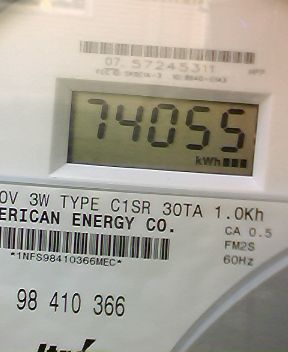 07. 57245311
74055
kWh
0V 3W TYPE C1SR 30TA 1.0Kh
ERICAN ENERGY CO.
CA 0.5
FM2S
*1NFS98410366MEC*
60Hz
98 410 366